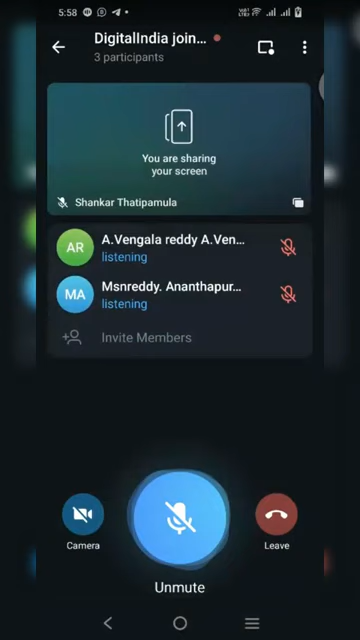 5:58
DigitalIndia join...
3 participants
You are sharing
your screen
Shankar Thatipamula
AR
A.Vengala reddy A.Ven...
listening
MA
Msnreddy. Ananthapur...
listening
Invite Members
Camera
Leave
Unmute